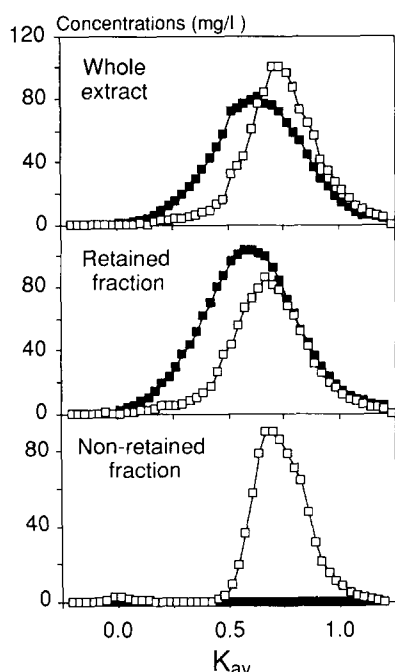 Concentrations (mg/l )
120
Whole
extract
80
40
0
Retained
fraction
80
40
0
Non-retained
fraction
80
40
0
0.0 0.5 1.0
Kav